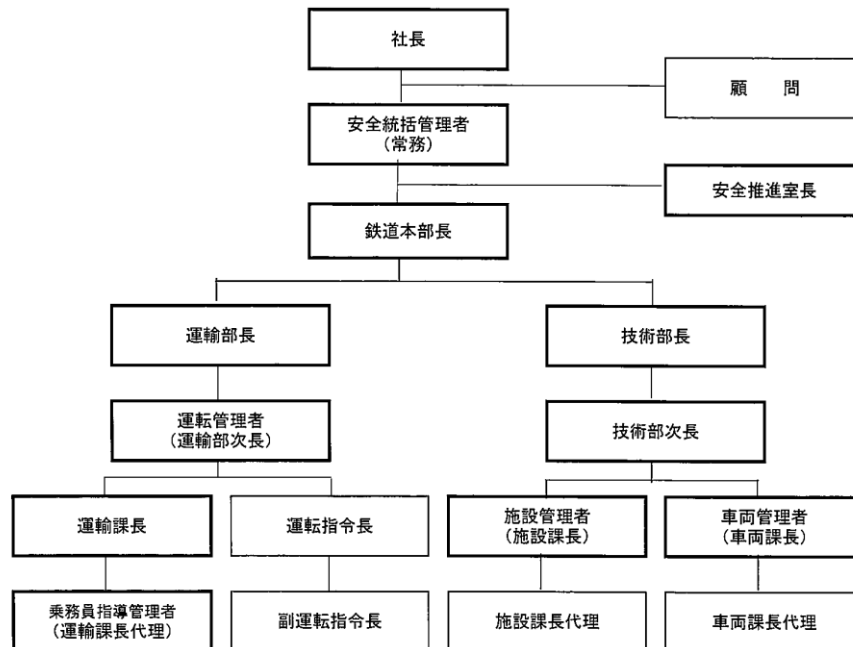 社長
顧　問
安全統括管理者
（常務）
安全推進室長
鉄道本部長
運輸部長
技術部長
運転管理者
（運輸部次長）
技術部次長
運輸課長
運転指令長
施設管理者
（施設課長）
車両管理者
（車両課長）
乗務員指導管理者
（運輸課長代理）
副運転指令長
施設課長代理
車両課長代理